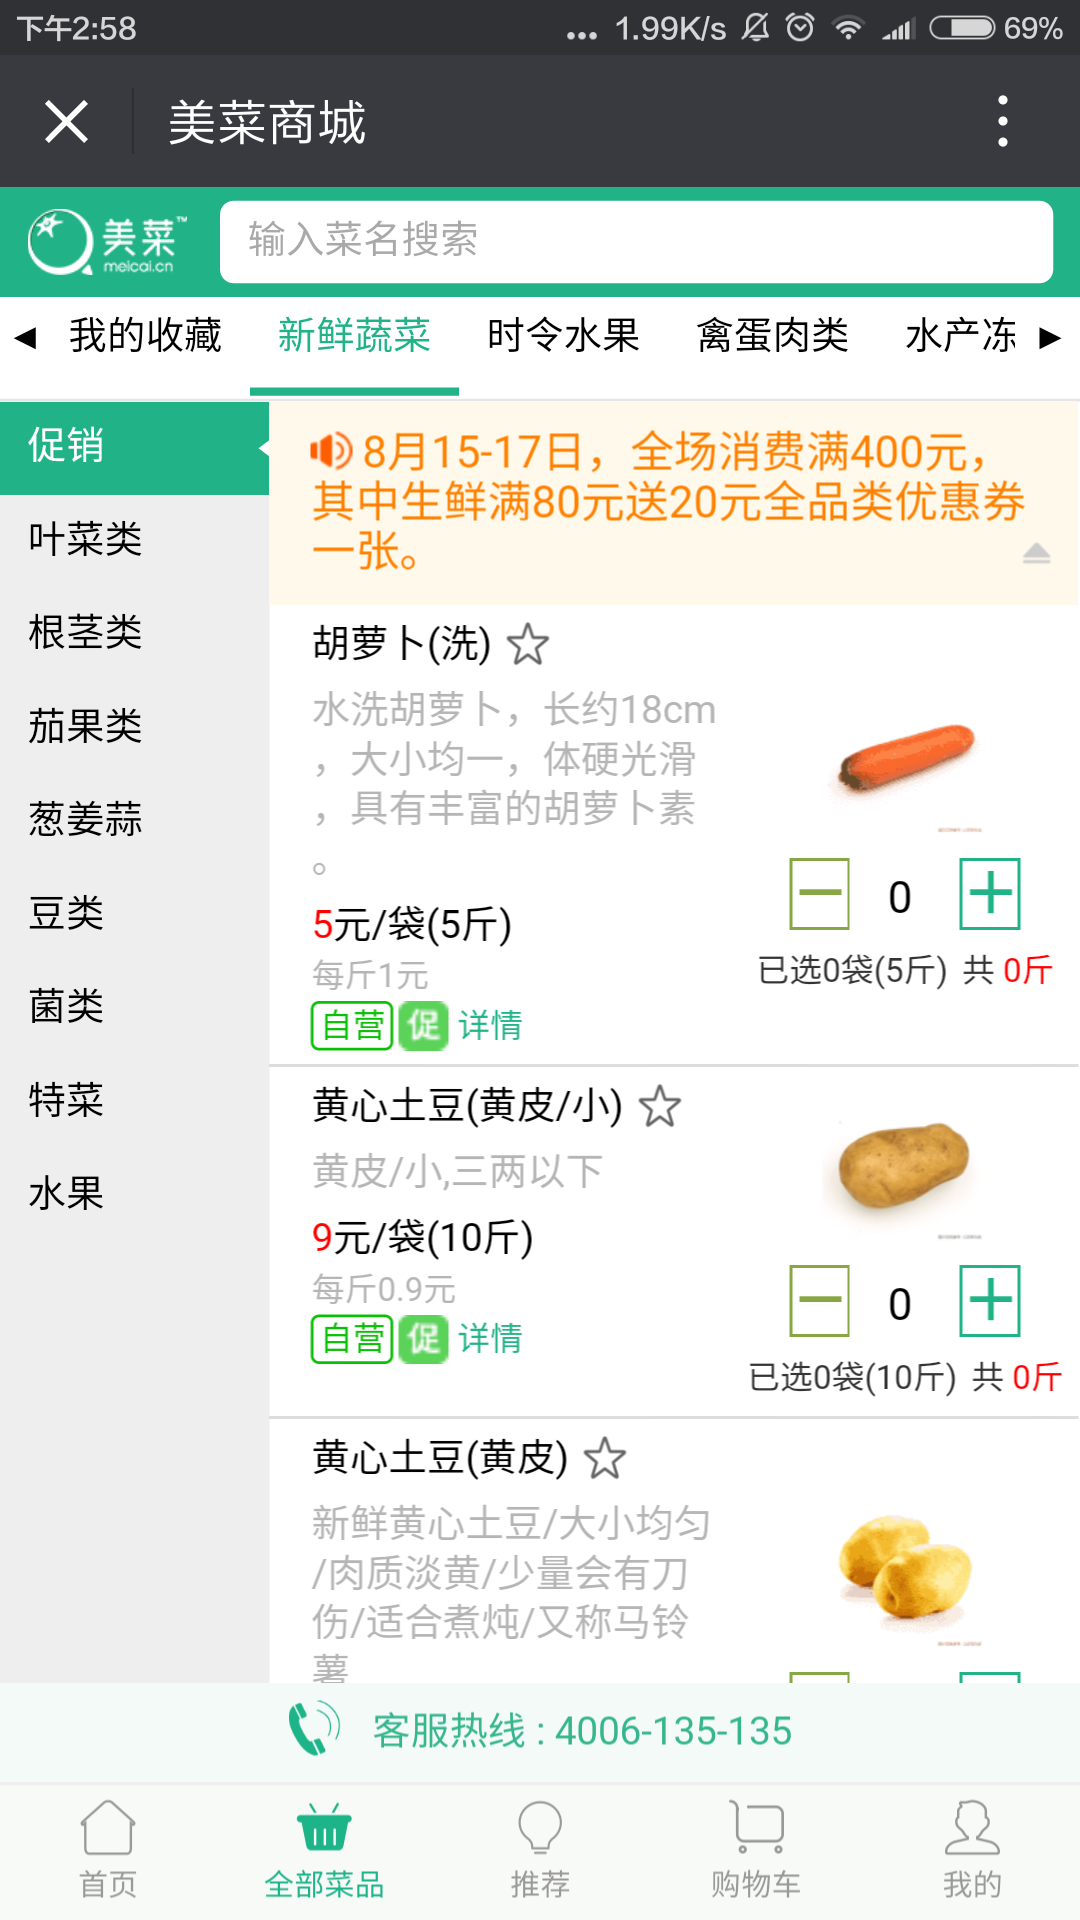 下午2:58
... 1.99K/s 69%
美菜商城
美菜™
meicai.cn
输入菜名搜索
我的收藏 新鲜蔬菜 时令水果 禽蛋肉类 水产冻
促销
叶菜类
根茎类
茄果类
葱姜蒜
豆类
菌类
特菜
水果
8月15-17日，全场消费满400元，
其中生鲜满80元送20元全品类优惠券
一张。
胡萝卜(洗)
水洗胡萝卜，长约18cm
，大小均一，体硬光滑
，具有丰富的胡萝卜素
。
5元/袋(5斤)
每斤1元
自营 促 详情
0
已选0袋(5斤) 共 0斤
黄心土豆(黄皮/小)
黄皮/小,三两以下
9元/袋(10斤)
每斤0.9元
自营 促 详情
0
已选0袋(10斤) 共 0斤
黄心土豆(黄皮)
新鲜黄心土豆/大小均匀
/肉质淡黄/少量会有刀
伤/适合煮炖/又称马铃
薯
客服热线 : 4006-135-135
首页 全部菜品 推荐 购物车 我的